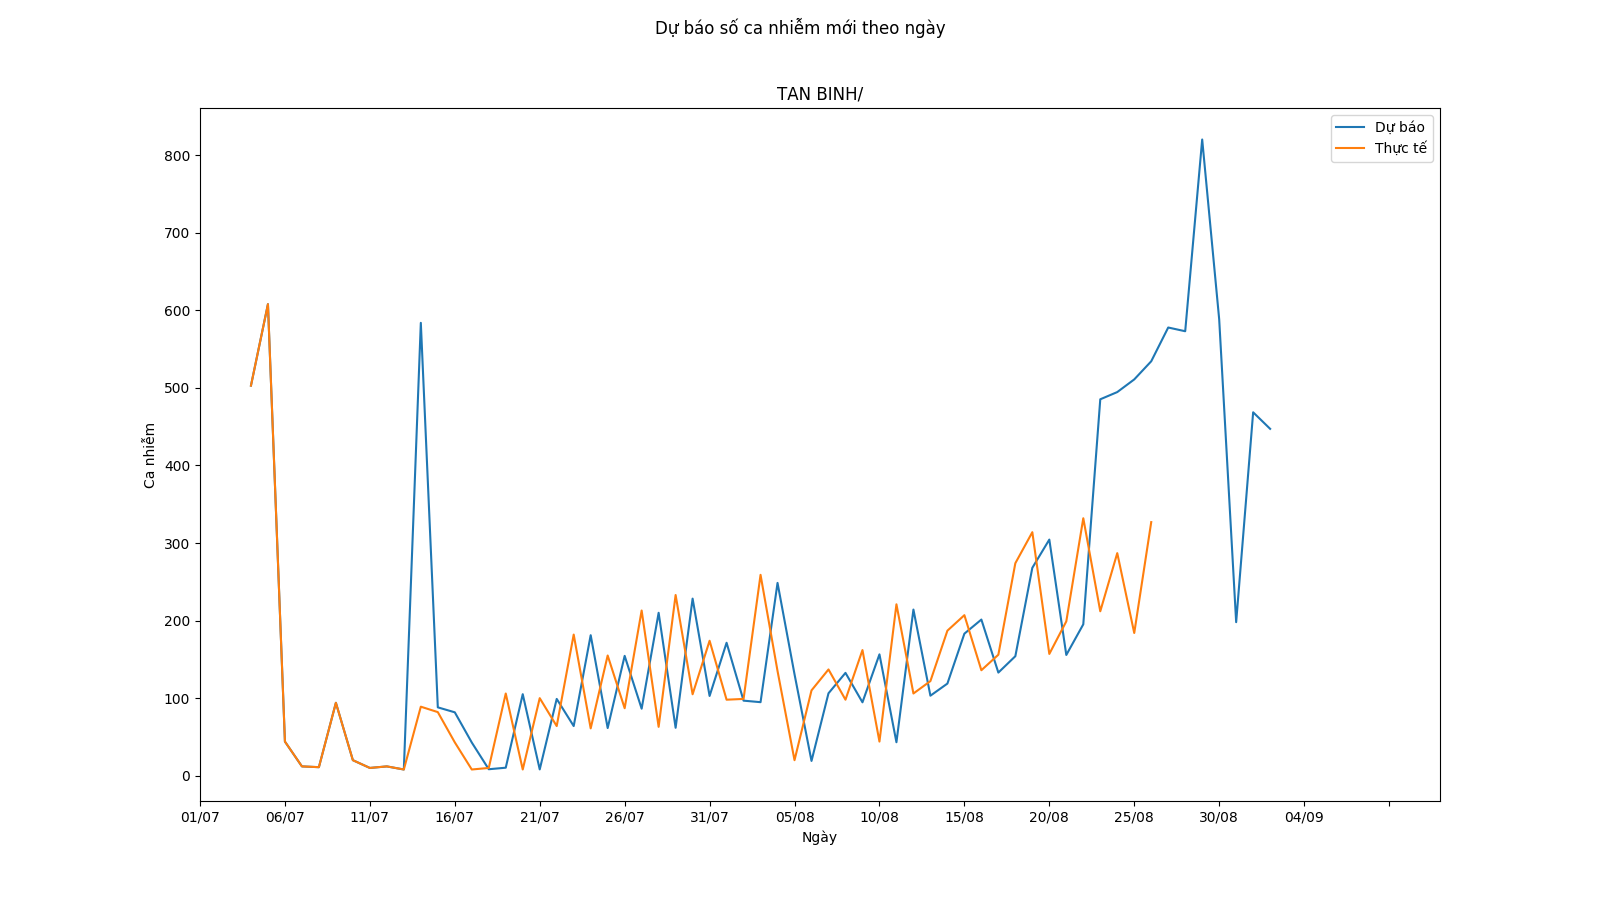 Dự báo số ca nhiễm mới theo ngày
TAN BINH/
Dự báo
Thực tế
800
700
600
500
400
300
200
100
0
Ca nhiễm
01/07 06/07 11/07 16/07 21/07 26/07 31/07 05/08 10/08 15/08 20/08 25/08 30/08 04/09
Ngày